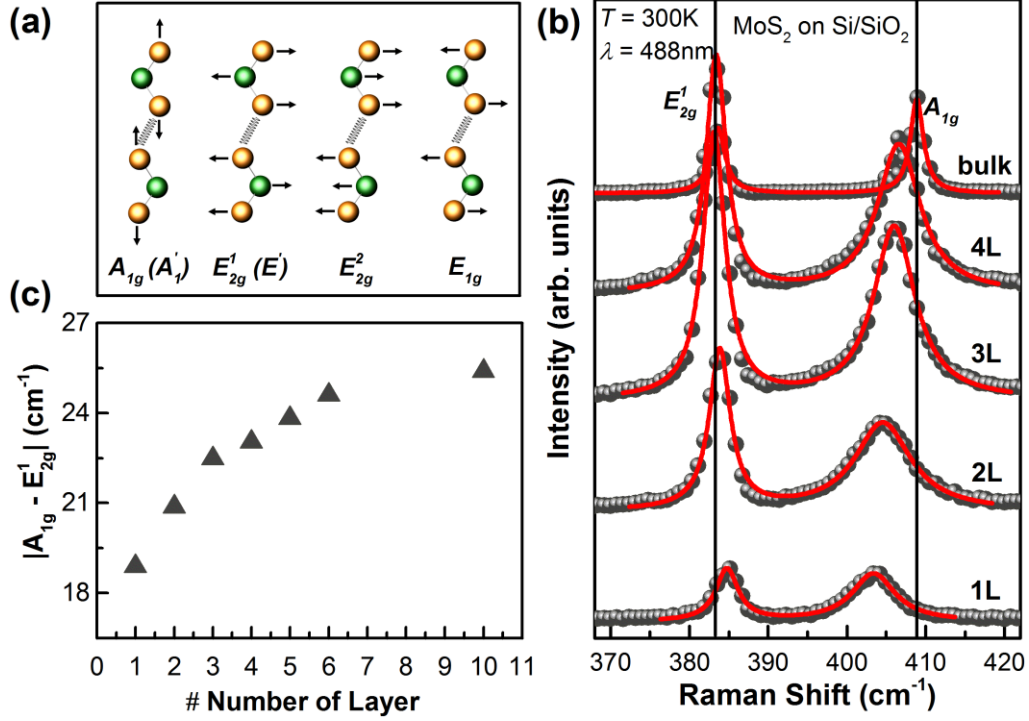 (a)
A1g (A'1)
E¹2g (E')
E²2g
E1g
(b)
T = 300K
λ = 488nm
MoS2 on Si/SiO2
E¹2g
A1g
bulk
4L
3L
2L
1L
Intensity (arb. units)
370 380 390 400 410 420
Raman Shift (cm⁻¹)
(c)
27
24
21
18
|A1g - E¹2g| (cm⁻¹)
0 1 2 3 4 5 6 7 8 9 10 11
# Number of Layer